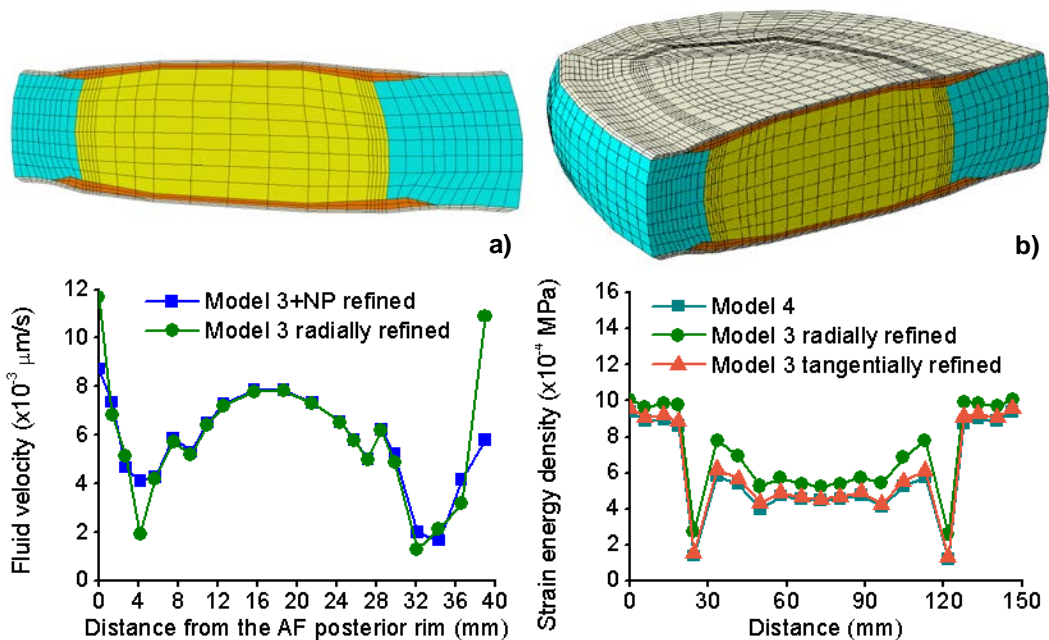 a)
b)
Fluid velocity (x10⁻³ μm/s)
12
10
8
6
4
2
0
Model 3+NP refined
Model 3 radially refined
0 4 8 12 16 20 24 28 32 36 40
Distance from the AF posterior rim (mm)
Strain energy density (x10⁻⁴ MPa)
16
14
12
10
8
6
4
2
0
Model 4
Model 3 radially refined
Model 3 tangentially refined
0 30 60 90 120 150
Distance (mm)